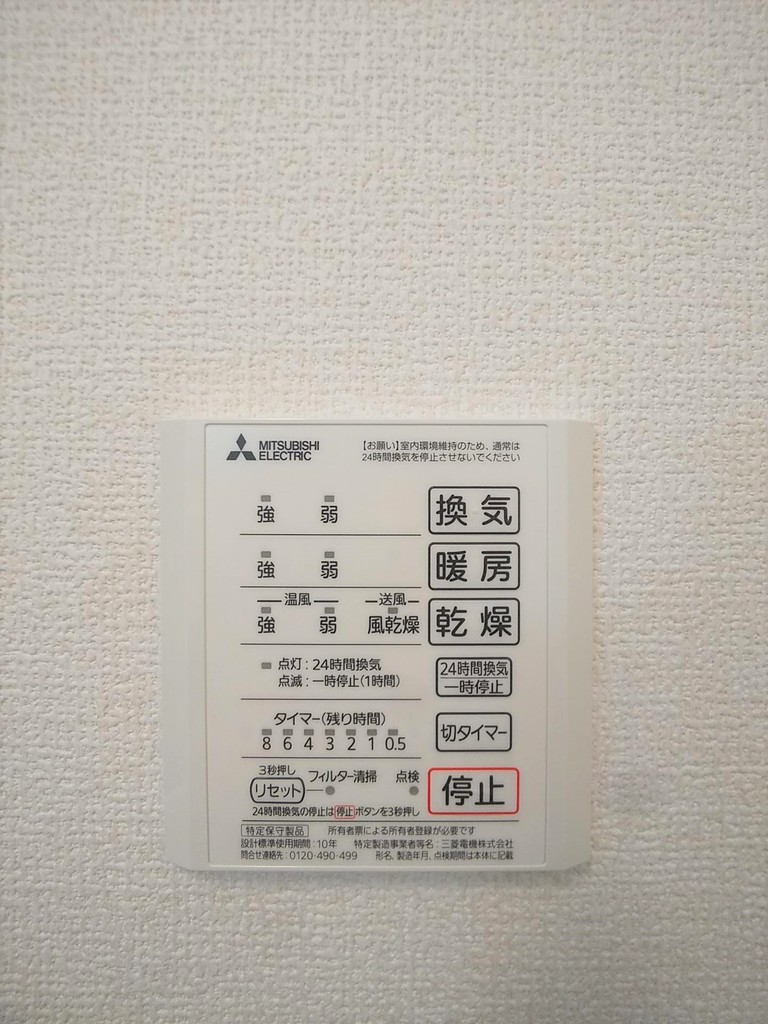 MITSUBISHI
ELECTRIC
【お願い】室内環境維持のため、通常は
24時間換気を停止させないでください
強 弱 換気
強 弱 暖房
温風 送風
強 弱 風乾燥 乾燥
点灯：24時間換気
点滅：一時停止(1時間)
24時間換気
一時停止
タイマー(残り時間)
8 6 4 3 2 1 0.5
切タイマー
3秒押し
リセット フィルター清掃 点検
停止
24時間換気の停止は停止ボタンを3秒押し
特定保守製品 所有者票による所有者登録が必要です
設計標準使用期間：10年 特定製造事業者等名：三菱電機株式会社
問合せ連絡先：0120-490-499 形名、製造年月、点検期間は本体に記載